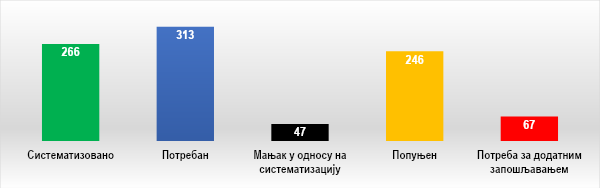 266
313
47
246
67
Систематизовано
Потребан
Мањак у односу на
систематизацију
Попуњен
Потреба за додатним
запошљавањем